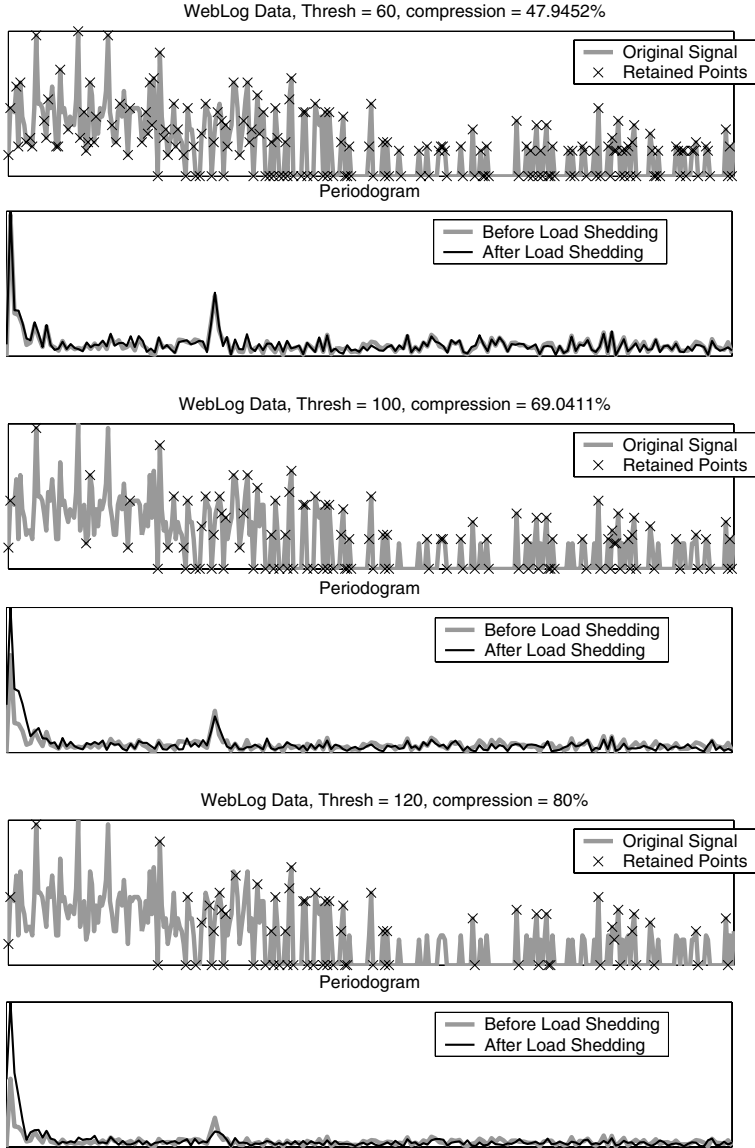 WebLog Data, Thresh = 60, compression = 47.9452%
Original Signal
Retained Points
Periodogram
Before Load Shedding
After Load Shedding
WebLog Data, Thresh = 100, compression = 69.0411%
Original Signal
Retained Points
Periodogram
Before Load Shedding
After Load Shedding
WebLog Data, Thresh = 120, compression = 80%
Original Signal
Retained Points
Periodogram
Before Load Shedding
After Load Shedding